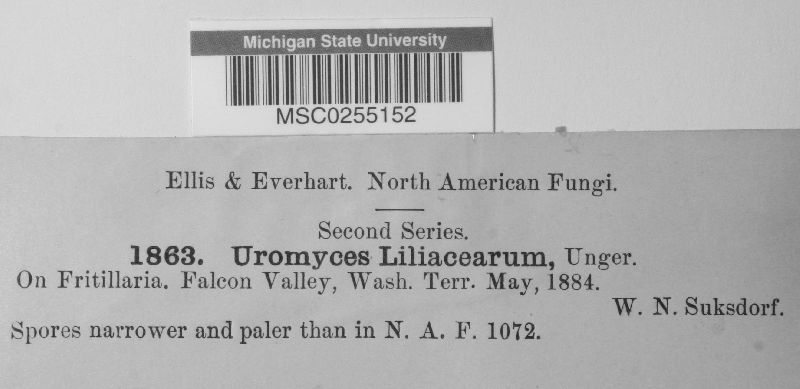 Michigan State University
MSC0255152
Ellis & Everhart. North American Fungi.
Second Series.
1863. Uromyces Liliacearum, Unger.
On Fritillaria. Falcon Valley, Wash. Terr. May, 1884.
W. N. Suksdorf.
Spores narrower and paler than in N. A. F. 1072.